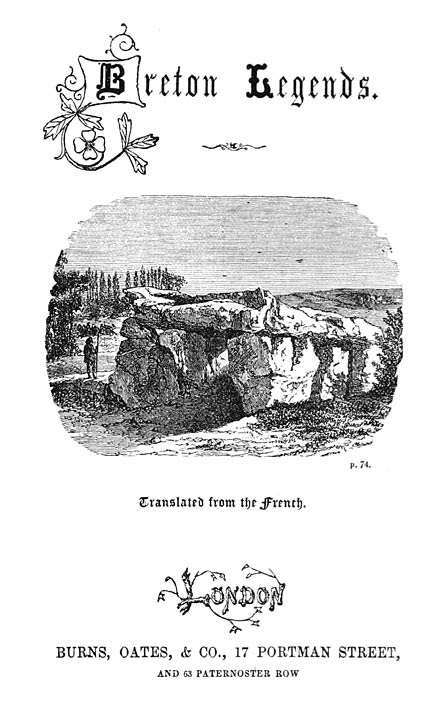 Breton Legends.
p. 74.
Translated from the French.
LONDON
BURNS, OATES, & CO., 17 PORTMAN STREET,
AND 63 PATERNOSTER ROW